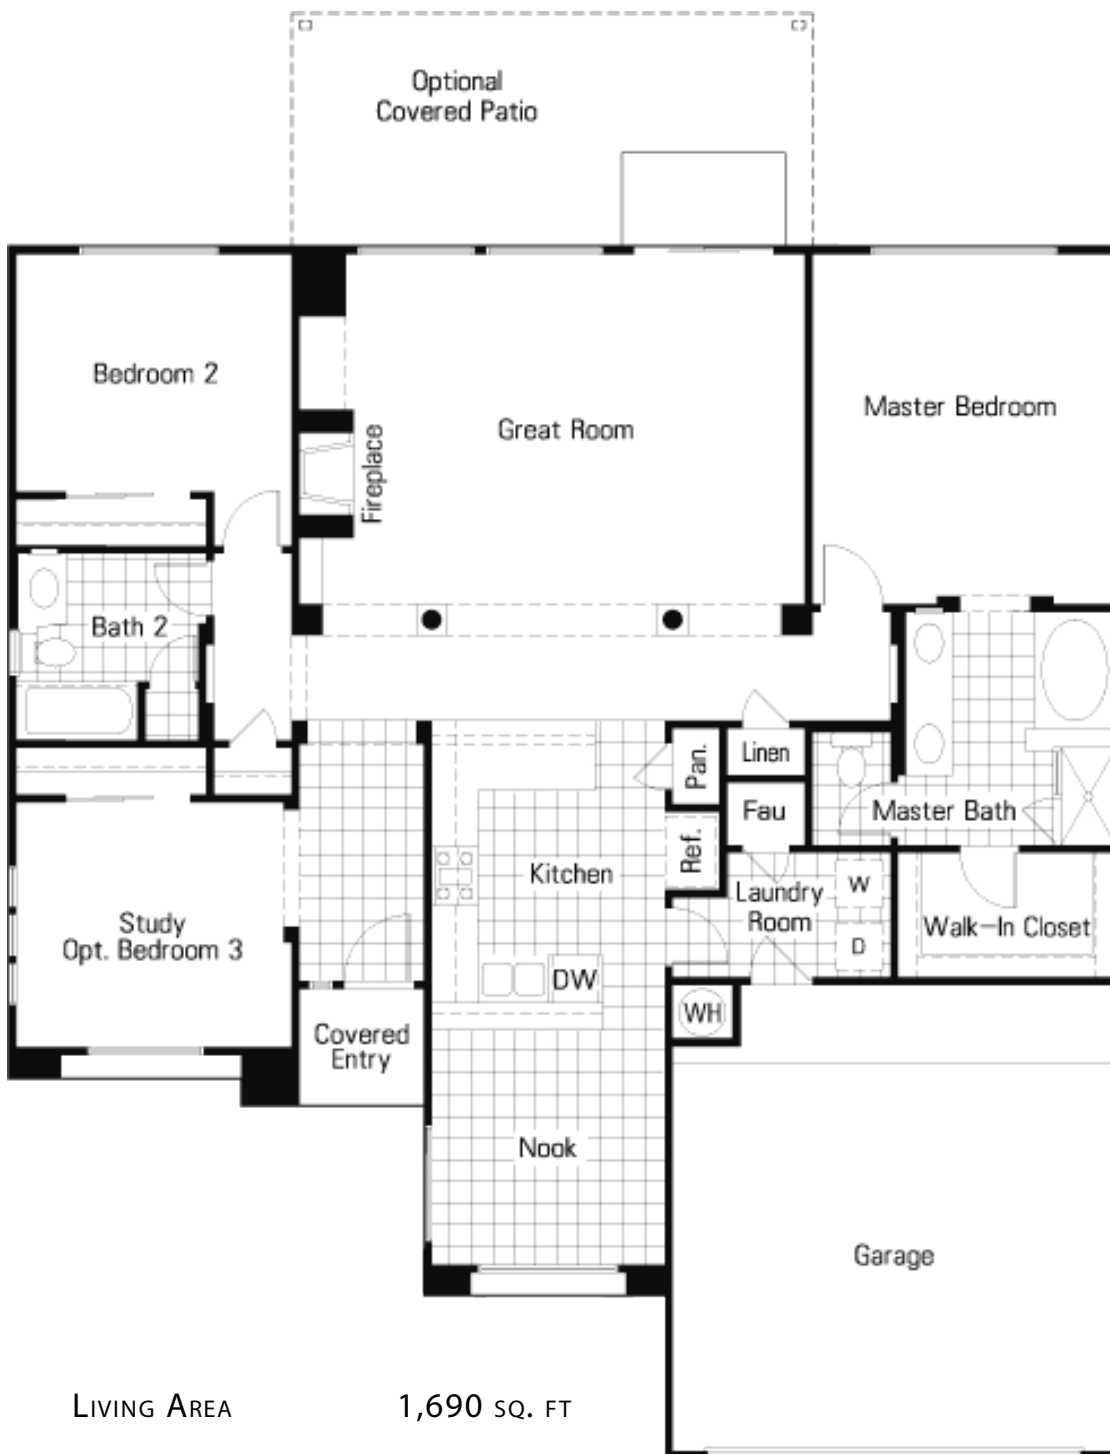 Optional
Covered Patio
Bedroom 2
Master Bedroom
Great Room
Fireplace
Bath 2
Linen
Pan.
Fau
Master Bath
Ref.
Kitchen
Laundry
Room
W
D
Walk-In Closet
Study
Opt. Bedroom 3
DW
WH
Covered
Entry
Nook
Garage
LIVING AREA 1,690 SQ. FT